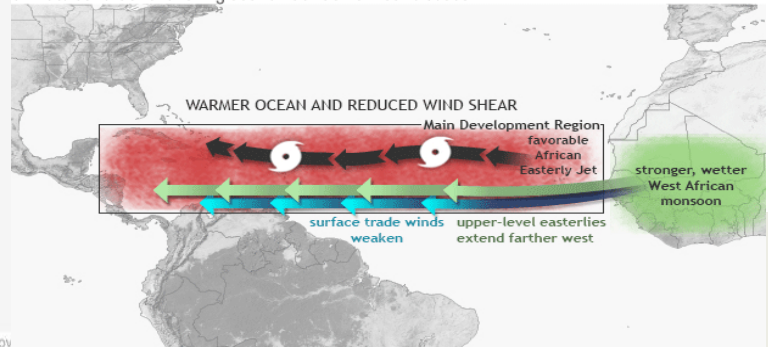 WARMER OCEAN AND REDUCED WIND SHEAR
Main Development Region
favorable
African
Easterly Jet
stronger, wetter
West African
monsoon
surface trade winds
weaken
upper-level easterlies
extend farther west